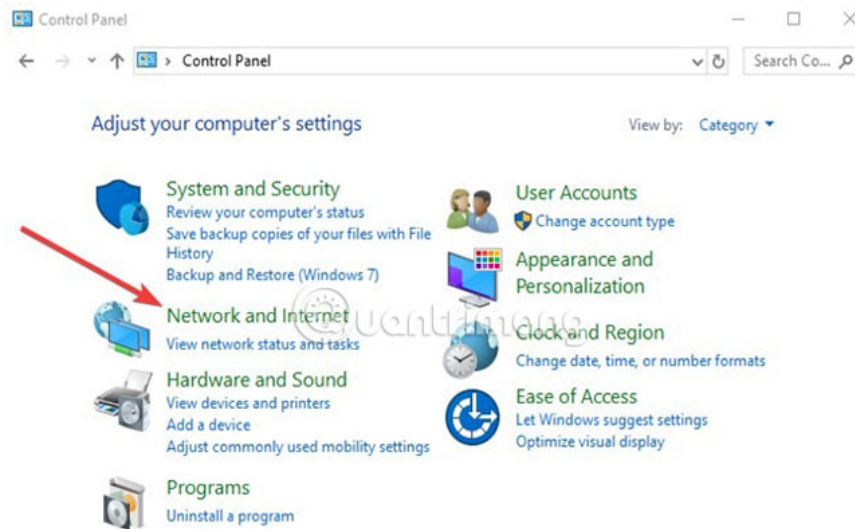 Control Panel
Control Panel
Search Co...
Adjust your computer's settings
View by: Category
System and Security
Review your computer's status
Save backup copies of your files with File
History
Backup and Restore (Windows 7)
Network and Internet
View network status and tasks
Hardware and Sound
View devices and printers
Add a device
Adjust commonly used mobility settings
Programs
Uninstall a program
User Accounts
Change account type
Appearance and
Personalization
Clock and Region
Change date, time, or number formats
Ease of Access
Let Windows suggest settings
Optimize visual display
Quantrimang